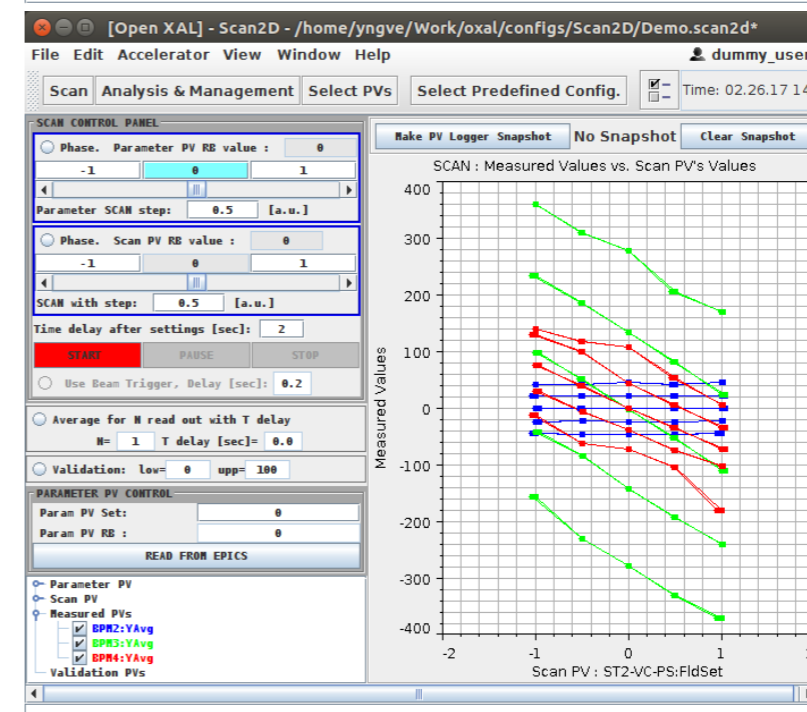 [Open XAL] - Scan2D - /home/yngve/Work/oxal/configs/Scan2D/Demo.scan2d*
File Edit Accelerator View Window Help dummy_user
Scan Analysis & Management Select PVs Select Predefined Config. Time: 02.26.17 14
SCAN CONTROL PANEL
Phase. Parameter PV RB value : 0
-1 0 1
Parameter SCAN step: 0.5 [a.u.]
Phase. Scan PV RB value : 0
-1 0 1
SCAN with step: 0.5 [a.u.]
Time delay after settings [sec]: 2
START PAUSE STOP
Use Beam Trigger, Delay [sec]: 0.2
Average for N read out with T delay
N= 1 T delay [sec]= 0.0
Validation: low= 0 upp= 100
PARAMETER PV CONTROL
Param PV Set: 0
Param PV RB : 0
READ FROM EPICS
Parameter PV
Scan PV
Measured PVs
BPM2:YAvg
BPM3:YAvg
BPM4:YAvg
Validation PVs
Make PV Logger Snapshot No Snapshot Clear Snapshot
SCAN : Measured Values vs. Scan PV's Values
Measured Values
400
300
200
100
0
-100
-200
-300
-400
-2 -1 0 1
Scan PV : ST2-VC-PS:FldSet